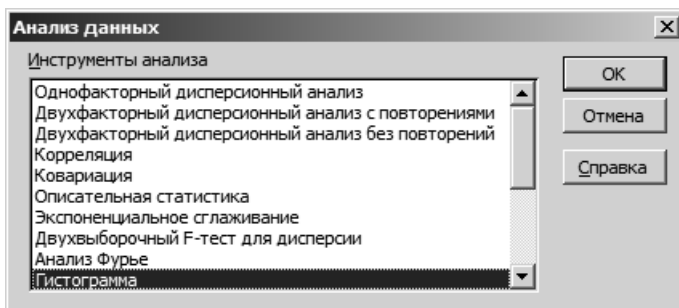 Анализ данных
Инструменты анализа
Однофакторный дисперсионный анализ
Двухфакторный дисперсионный анализ с повторениями
Двухфакторный дисперсионный анализ без повторений
Корреляция
Ковариация
Описательная статистика
Экспоненциальное сглаживание
Двухвыборочный F-тест для дисперсии
Анализ Фурье
Гистограмма
OK
Отмена
Справка